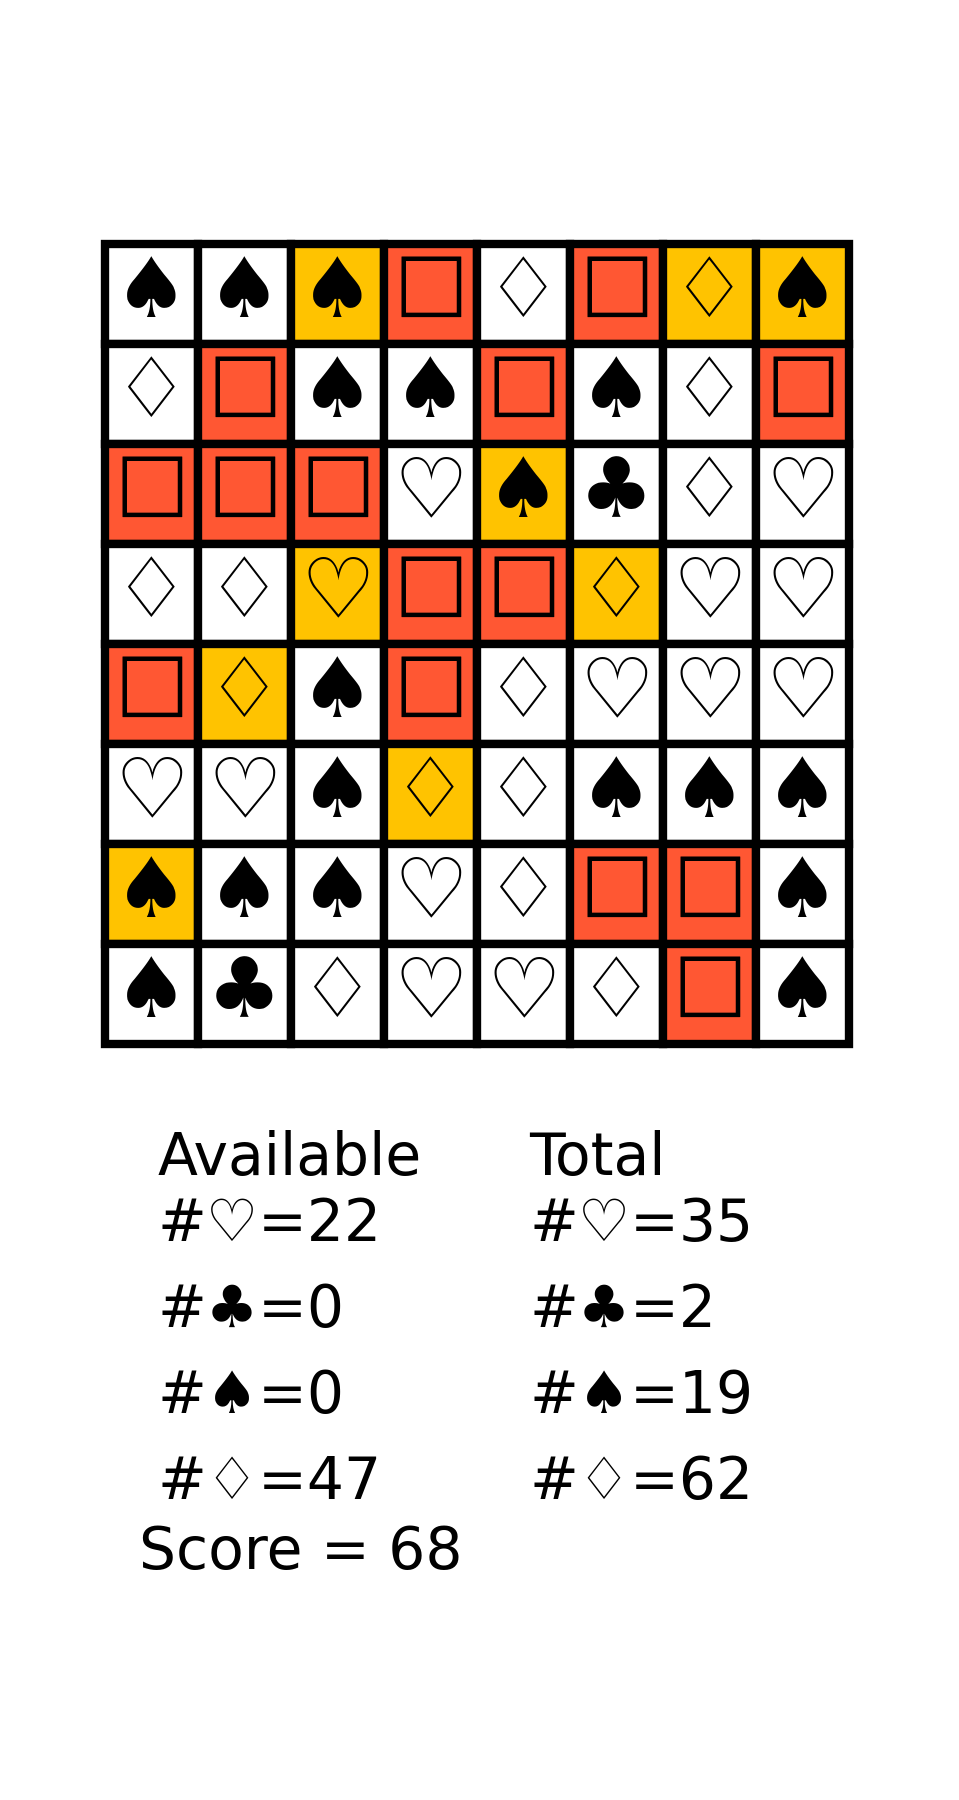 ♠ ♠ ♠ □ ♢ □ ♢ ♠
♢ □ ♠ ♠ □ ♠ ♢ □
□ □ □ ♡ ♠ ♣ ♢ ♡
♢ ♢ ♡ □ □ ♢ ♡ ♡
□ ♢ ♠ □ ♢ ♡ ♡ ♡
♡ ♡ ♠ ♢ ♢ ♠ ♠ ♠
♠ ♠ ♠ ♡ ♢ □ □ ♠
♠ ♣ ♢ ♡ ♡ ♢ □ ♠
Available Total
#♡=22 #♡=35
#♣=0 #♣=2
#♠=0 #♠=19
#♢=47 #♢=62
Score = 68